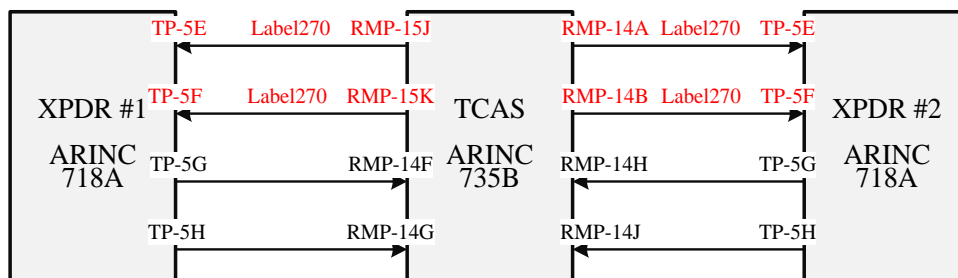 TP-5E Label270 RMP-15J RMP-14A Label270 TP-5E
TP-5F Label270 RMP-15K RMP-14B Label270 TP-5F
XPDR #1 TCAS XPDR #2
TP-5G RMP-14F ARINC RMP-14H TP-5G ARINC
ARINC
718A 735B 718A
TP-5H RMP-14G RMP-14J TP-5H